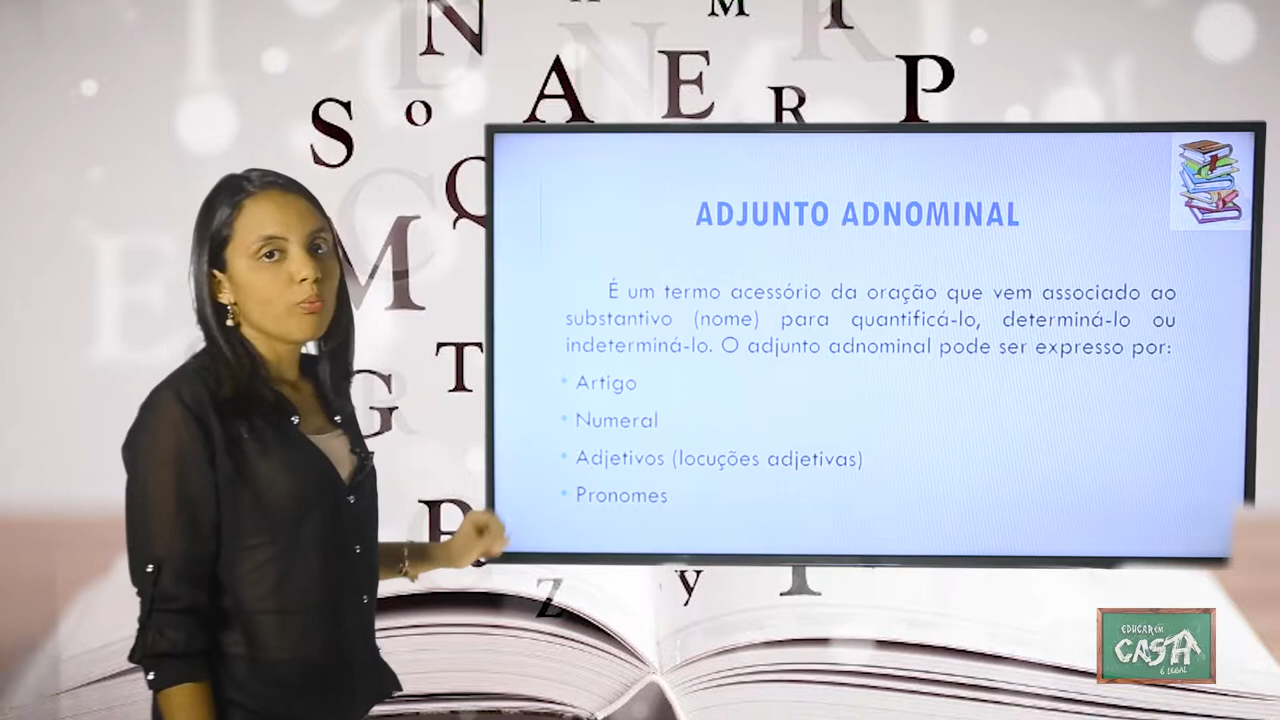 N M I
S o A E R P
Q
M
G T
R
ADJUNTO ADNOMINAL
É um termo acessório da oração que vem associado ao
substantivo (nome) para quantificá-lo, determiná-lo ou
indeterminá-lo. O adjunto adnominal pode ser expresso por:
• Artigo
• Numeral
• Adjetivos (locuções adjetivas)
• Pronomes
z y
EDUCAR EM
CASA
É LEGAL